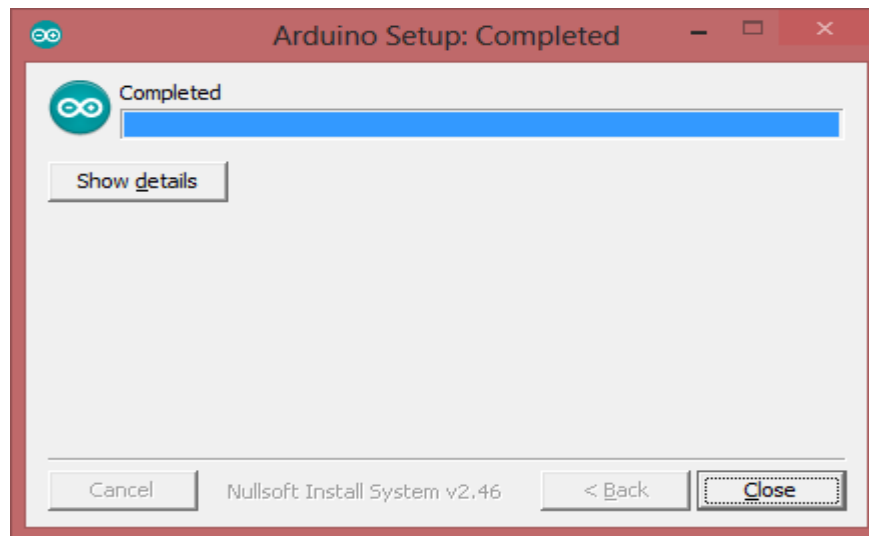 Arduino Setup: Completed
Completed
Show details
Cancel
Nullsoft Install System v2.46
< Back
Close